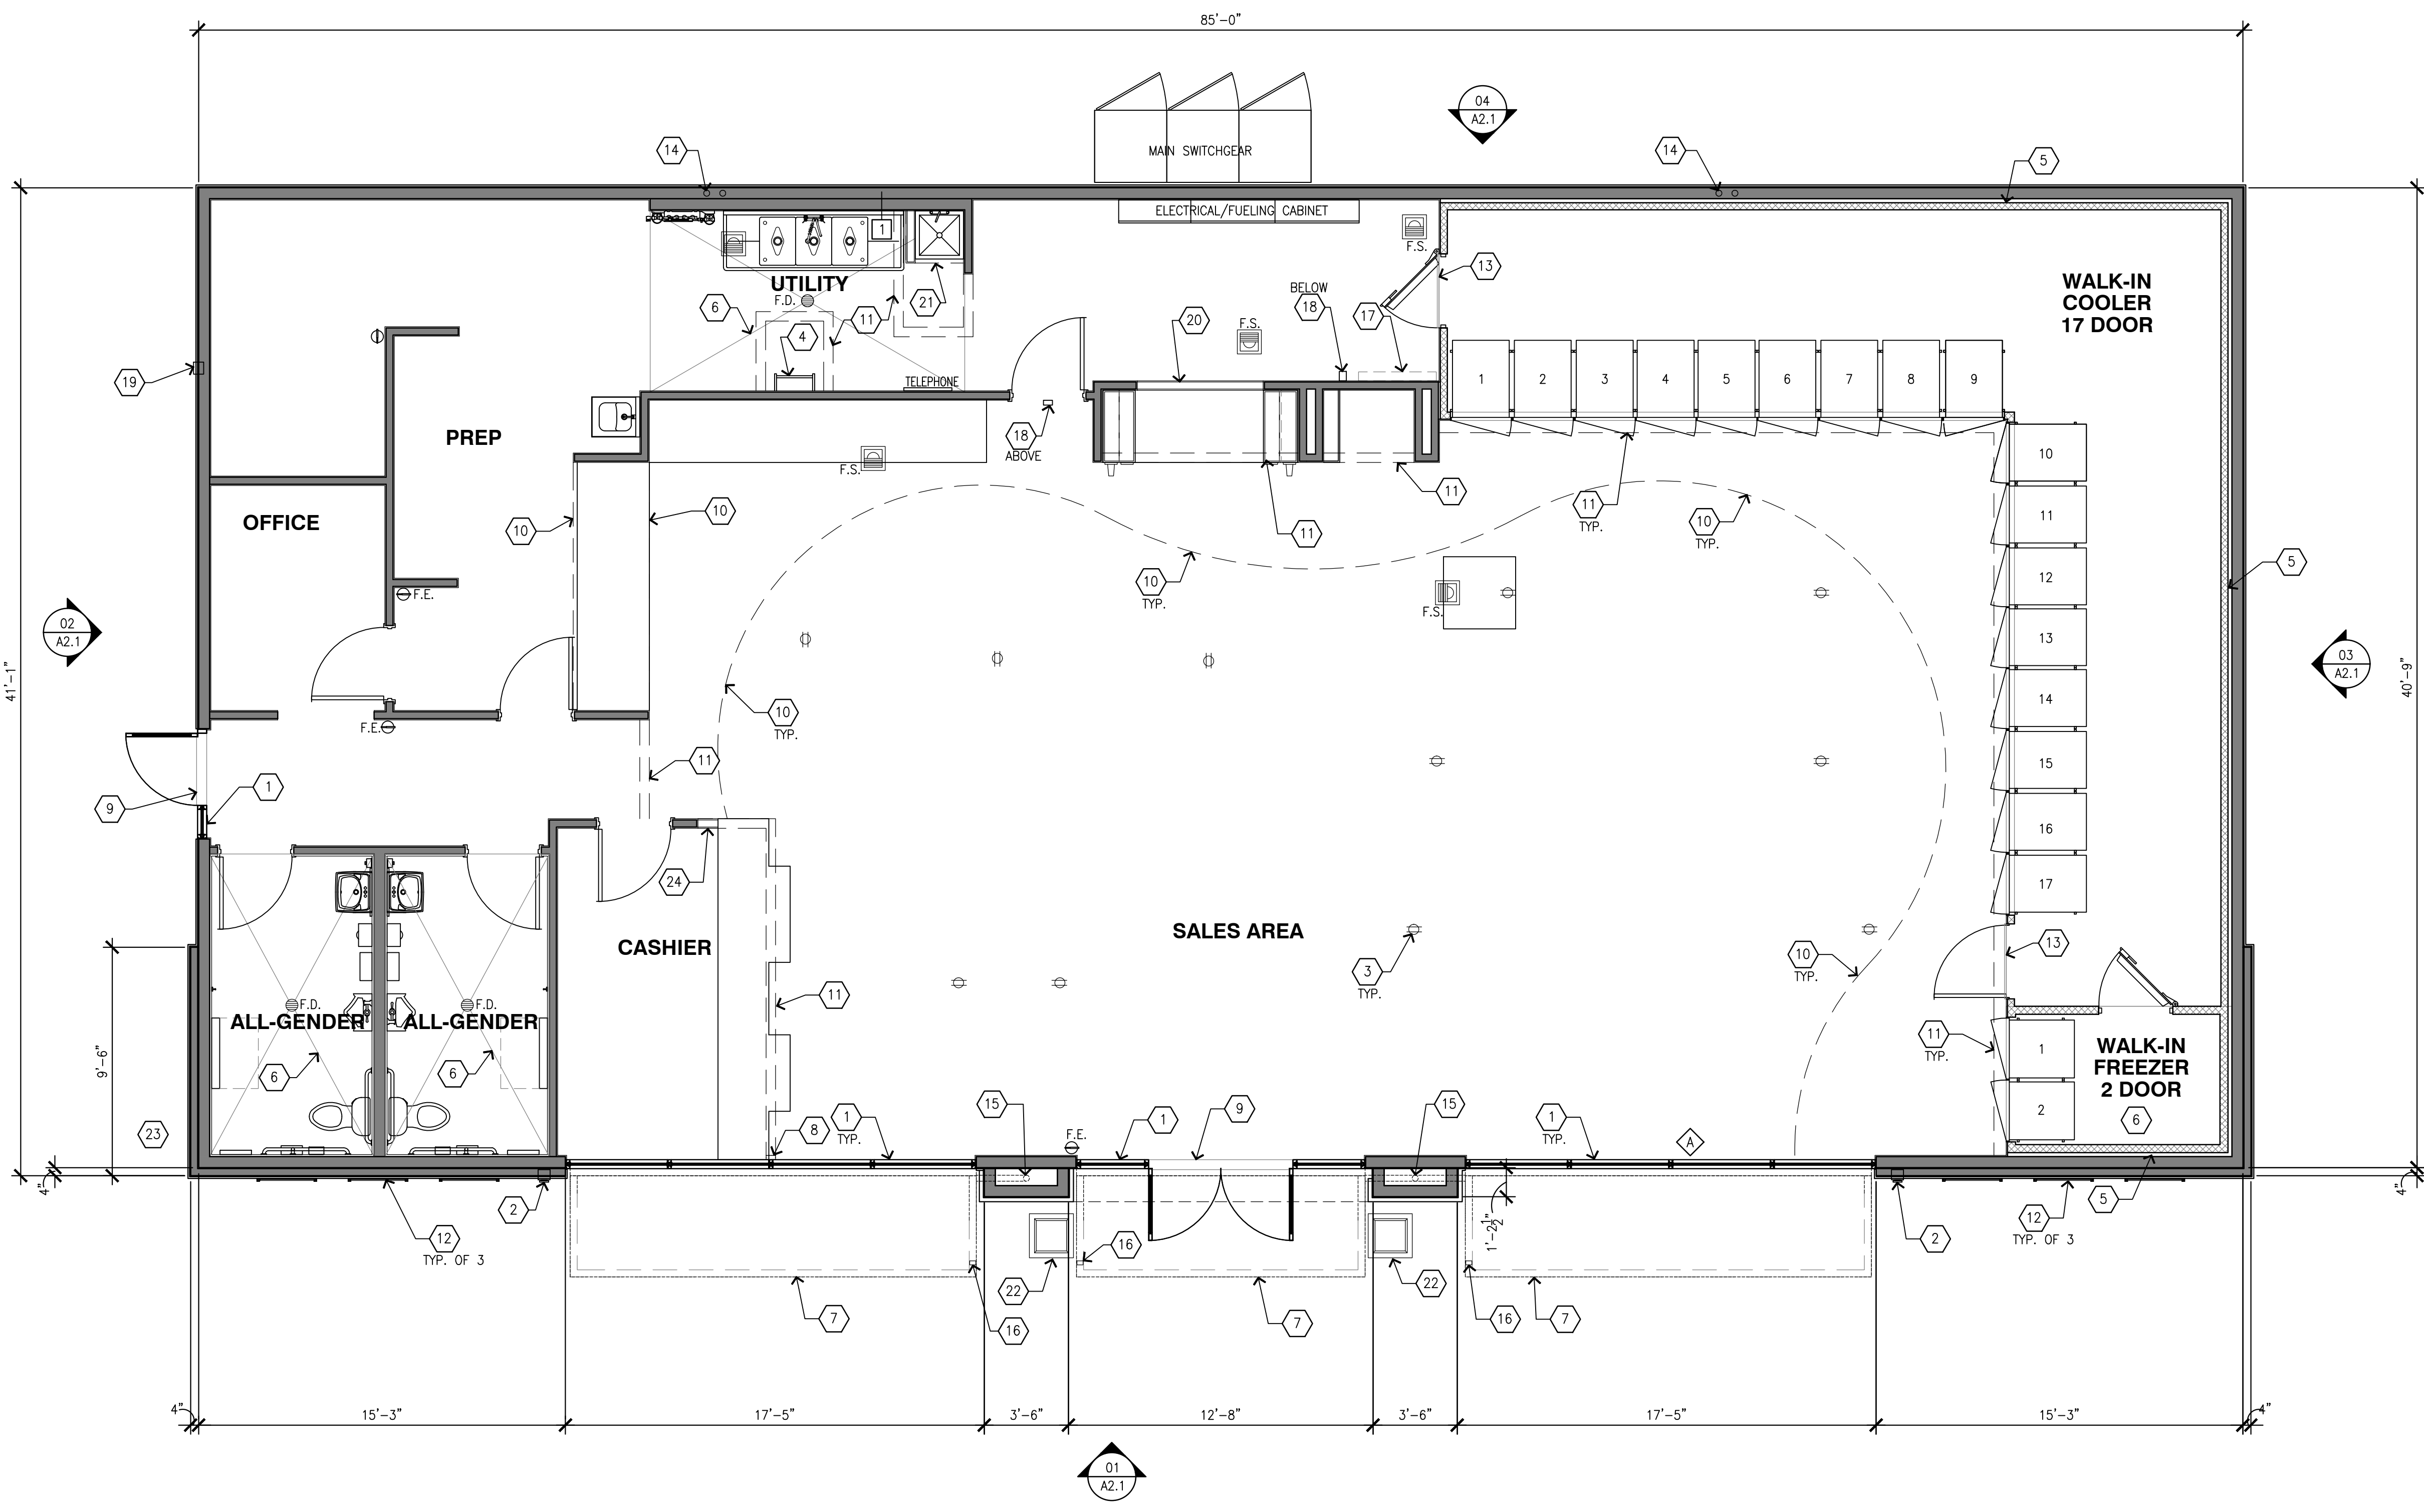 85'-0"
04
A2.1
MAIN SWITCHGEAR
14
14
5
ELECTRICAL/FUELING CABINET
F.S.
1
13
WALK-IN
COOLER
17 DOOR
UTILITY
F.D.
6
11
21
4
BELOW
18
17
20
F.S.
19
TELEPHONE
1
2
3
4
5
6
7
8
9
PREP
18
ABOVE
F.S.
10
11
12
13
14
15
16
17
11
11
11
TYP.
10
TYP.
10
TYP.
OFFICE
10
10
5
F.E.
F.S.
02
A2.1
03
A2.1
41'-1"
40'-9"
F.E.
10
TYP.
11
1
9
24
CASHIER
SALES AREA
3
TYP.
10
TYP.
13
11
F.D.
F.D.
ALL-GENDER
ALL-GENDER
6
6
9'-6"
23
11
TYP.
1
2
WALK-IN
FREEZER
2 DOOR
6
15
8
1
TYP.
F.E.
1
9
15
1
TYP.
A
4"
4"
2
12
TYP. OF 3
1'-2½"
16
22
22
7
16
7
16
7
2
12
TYP. OF 3
5
4"
15'-3"
17'-5"
3'-6"
12'-8"
3'-6"
17'-5"
15'-3"
4"
01
A2.1